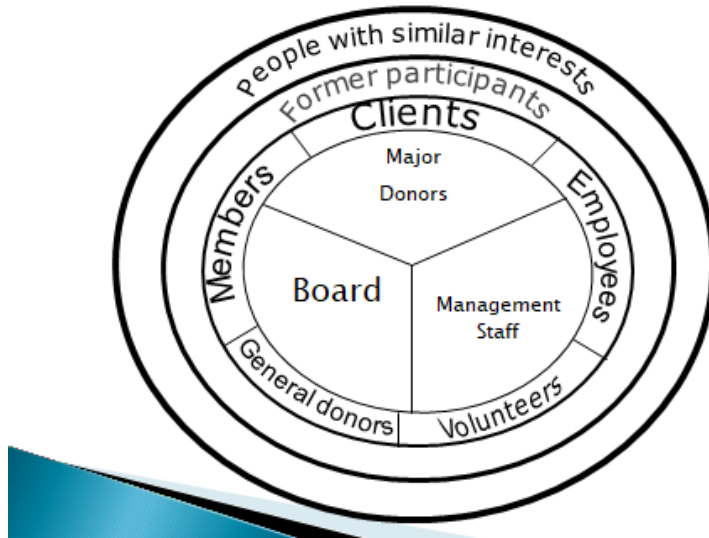 People with similar interests
Former participants
Clients
Major
Donors
Members
Employees
Board
Management
Staff
General donors
Volunteers